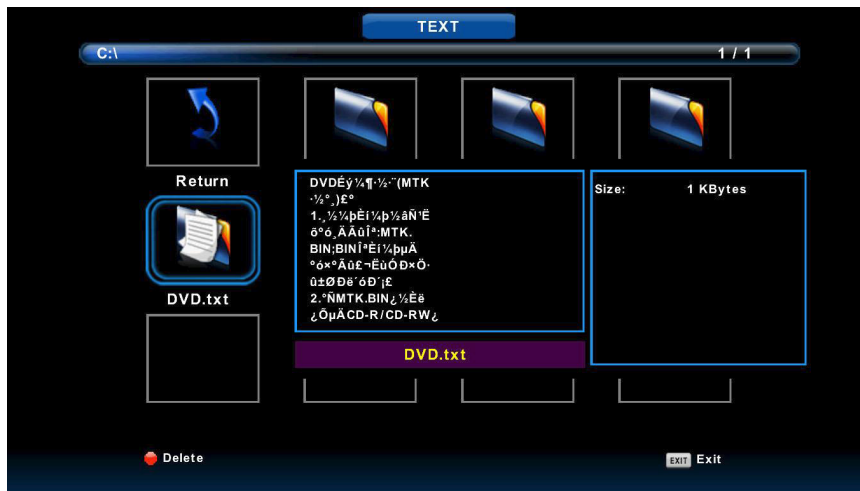 TEXT
C:\ 1 / 1
Return
DVDÉý¼¶·½·¨(MTK
·½°¸)£º
1.¸½¼þÈí¼þ½âÑ¹Ë
õºó¸ÄÃûÎª:MTK.
BIN;BINÎªÈí¼þµÄ
ºó×ºÃû£¬ËùÓÐ×Ö·
û±ØÐë´óÐ´¡£
2.°ÑMTK.BIN¿½Èë
¿ÕµÄCD-R/CD-RW¿
Size: 1 KBytes
DVD.txt
DVD.txt
Delete
EXIT Exit